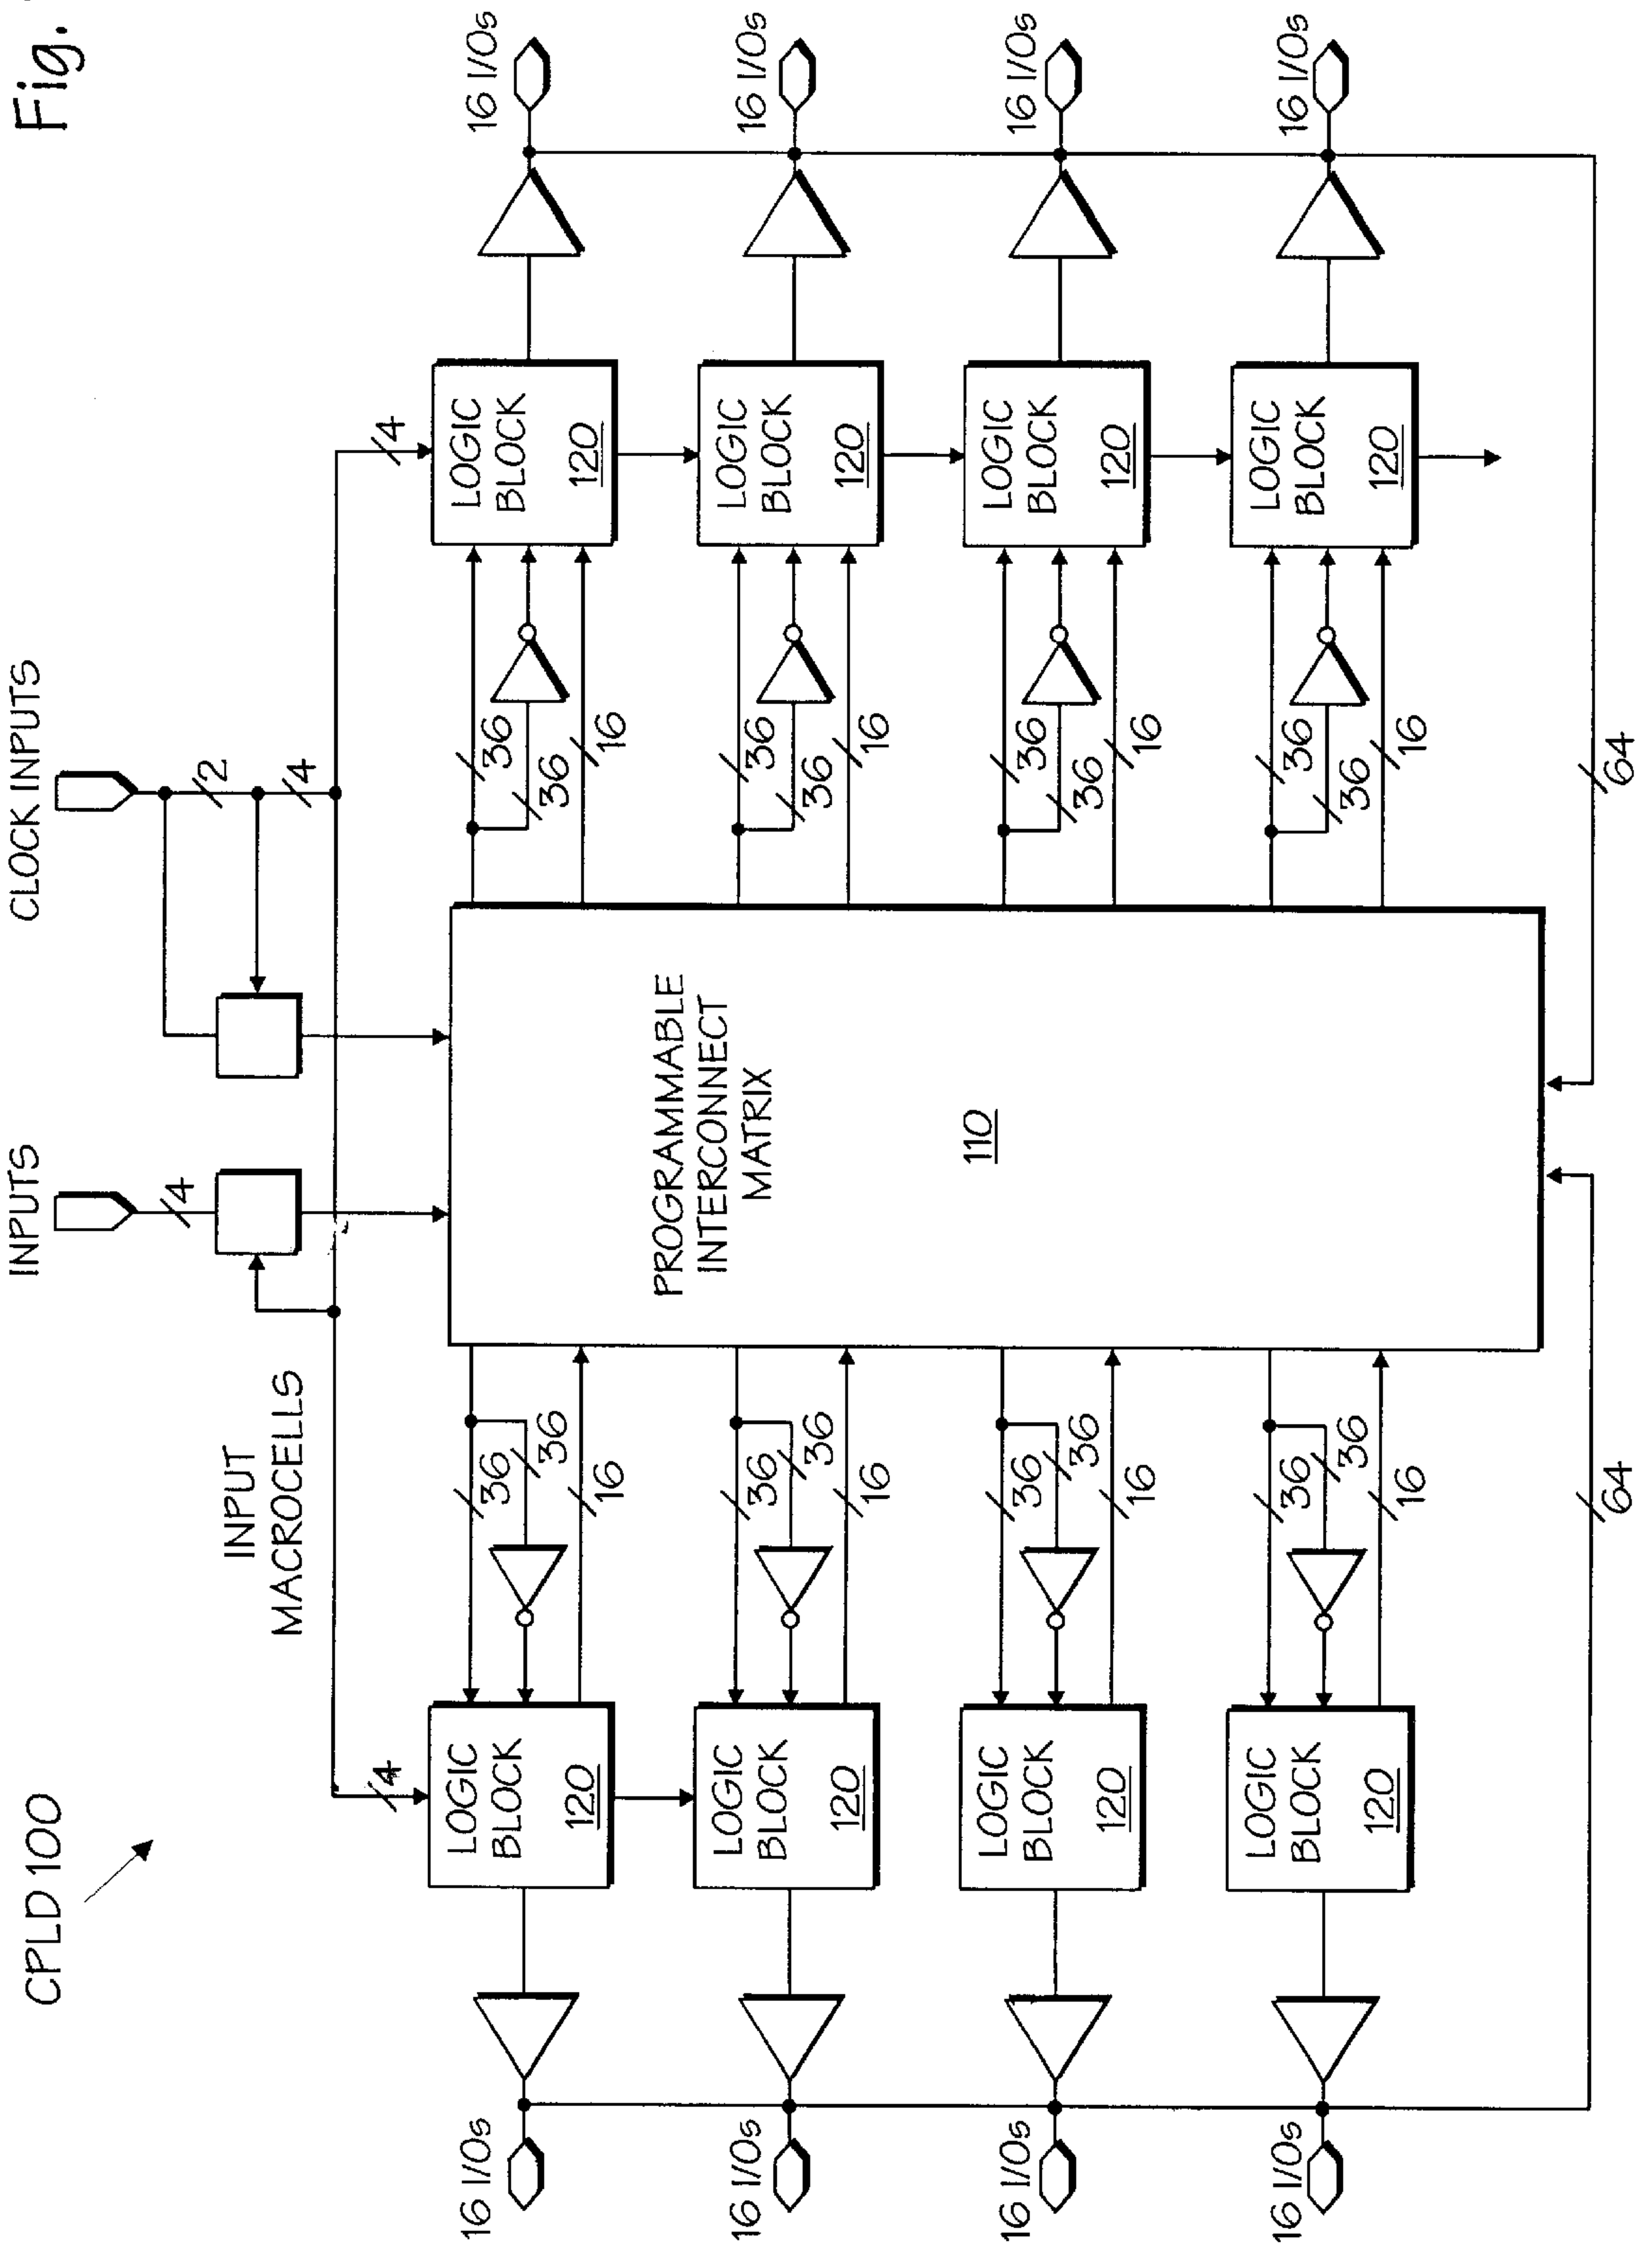 Fig.
CPLD 100
INPUTS
CLOCK INPUTS
INPUT
MACROCELLS
4
2
4
4
4
16 I/Os
LOGIC
BLOCK
120
36
36
16
PROGRAMMABLE
INTERCONNECT
MATRIX
110
36
36
16
LOGIC
BLOCK
120
16 I/Os
16 I/Os
LOGIC
BLOCK
120
36
36
16
36
36
16
LOGIC
BLOCK
120
16 I/Os
16 I/Os
LOGIC
BLOCK
120
36
36
16
36
36
16
LOGIC
BLOCK
120
16 I/Os
16 I/Os
LOGIC
BLOCK
120
36
36
16
36
36
16
LOGIC
BLOCK
120
16 I/Os
64
64